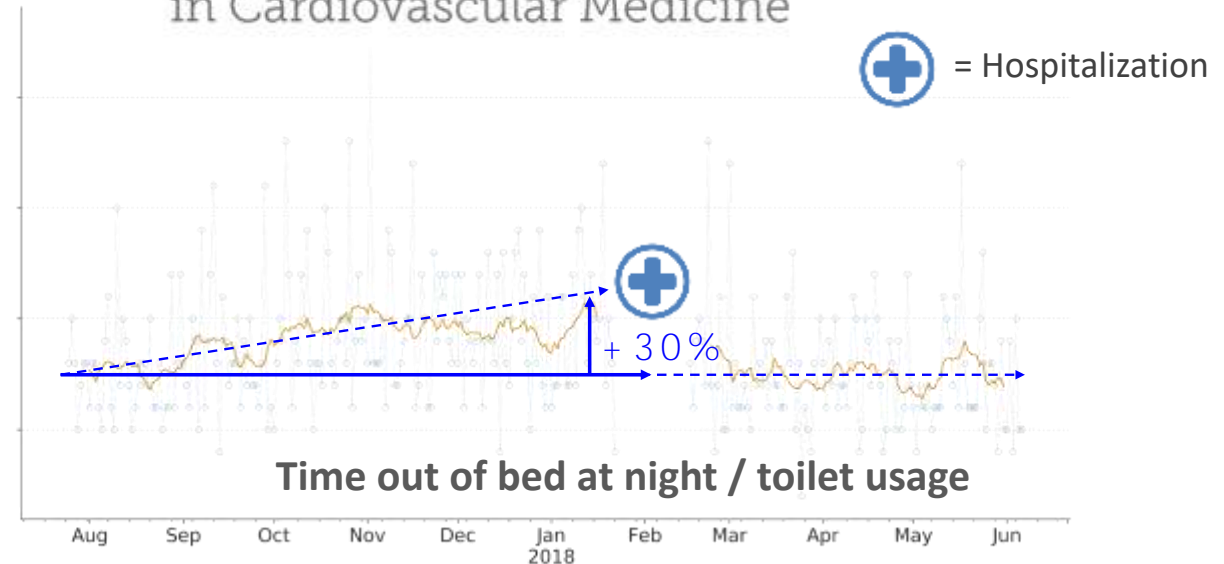 in Cardiovascular Medicine
= Hospitalization
+ 30%
Time out of bed at night / toilet usage
Aug Sep Oct Nov Dec Jan Feb Mar Apr May Jun
2018